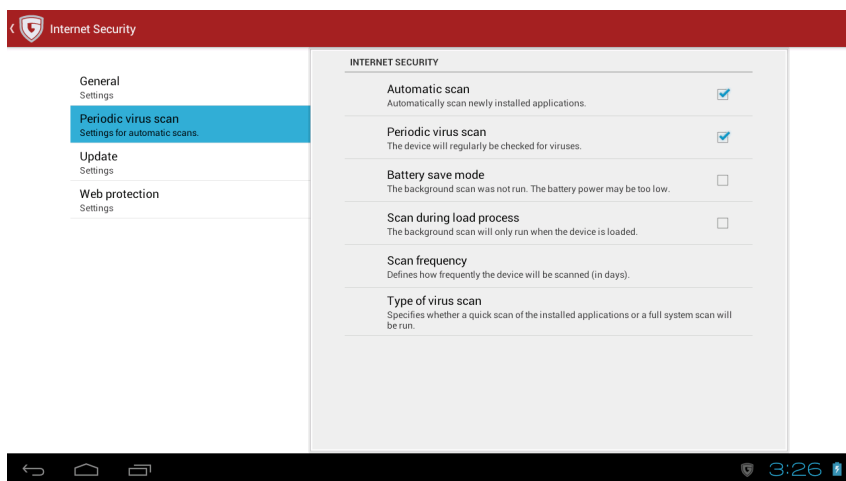 Internet Security
General
Settings
Periodic virus scan
Settings for automatic scans.
Update
Settings
Web protection
Settings
INTERNET SECURITY
Automatic scan
Automatically scan newly installed applications.
Periodic virus scan
The device will regularly be checked for viruses.
Battery save mode
The background scan was not run. The battery power may be too low.
Scan during load process
The background scan will only run when the device is loaded.
Scan frequency
Defines how frequently the device will be scanned (in days).
Type of virus scan
Specifies whether a quick scan of the installed applications or a full system scan will
be run.
3:26